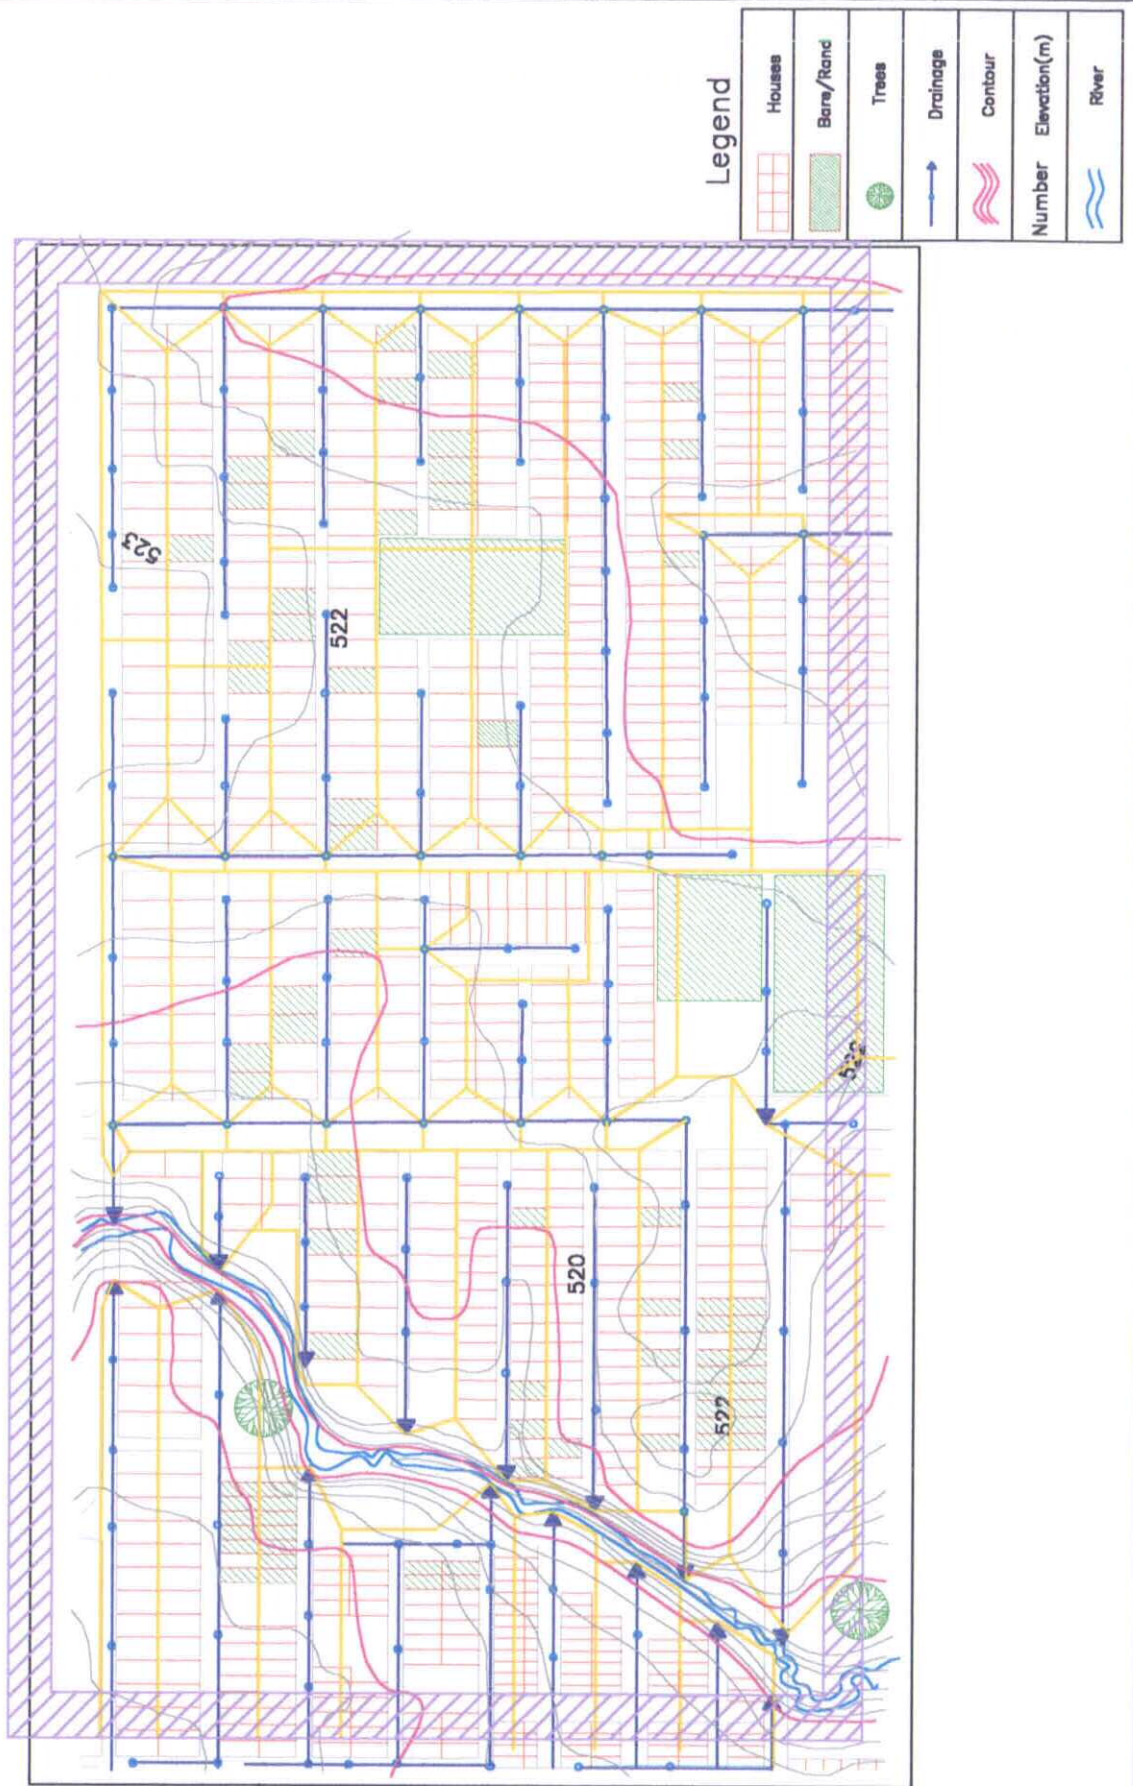 Legend
Houses
Bare/Rand
Trees
Drainage
Contour
Number Elevation(m)
River
523
522
520
522